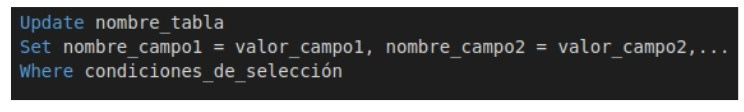 Update nombre_tabla
Set nombre_campo1 = valor_campo1, nombre_campo2 = valor_campo2,...
Where condiciones_de_selección